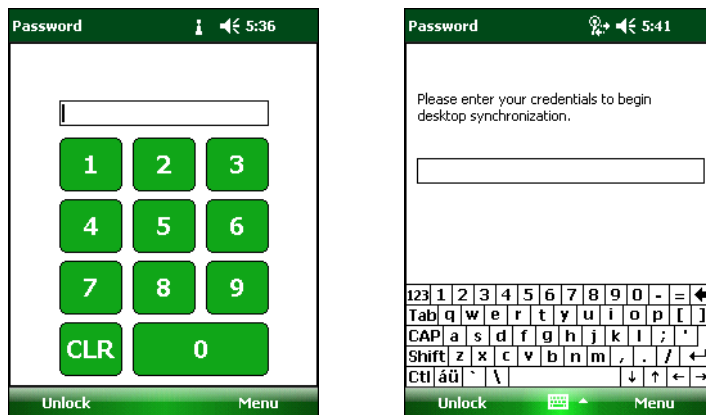 Password 5:36
1 2 3
4 5 6
7 8 9
CLR 0
Unlock Menu
Password 5:41
Please enter your credentials to begin
desktop synchronization.
123 1 2 3 4 5 6 7 8 9 0 - = 
Tab q w e r t y u i o p [ ]
CAP a s d f g h j k l ; '
Shift z x c v b n m , . / ↵
Ctl áü ` \ ↓ ↑ ← →
Unlock Menu